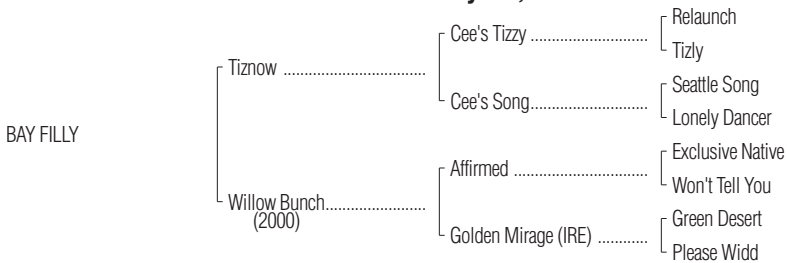 Relaunch
Cee's Tizzy
Tizly
Tiznow
Seattle Song
Cee's Song
Lonely Dancer
BAY FILLY
Exclusive Native
Affirmed
Won't Tell You
Willow Bunch
(2000)
Green Desert
Golden Mirage (IRE)
Please Widd